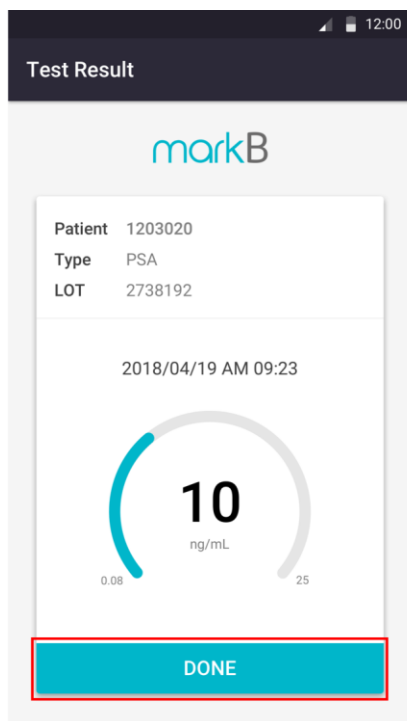 12:00
Test Result
markB
Patient 1203020
Type PSA
LOT 2738192
2018/04/19 AM 09:23
10
ng/mL
0.08 25
DONE